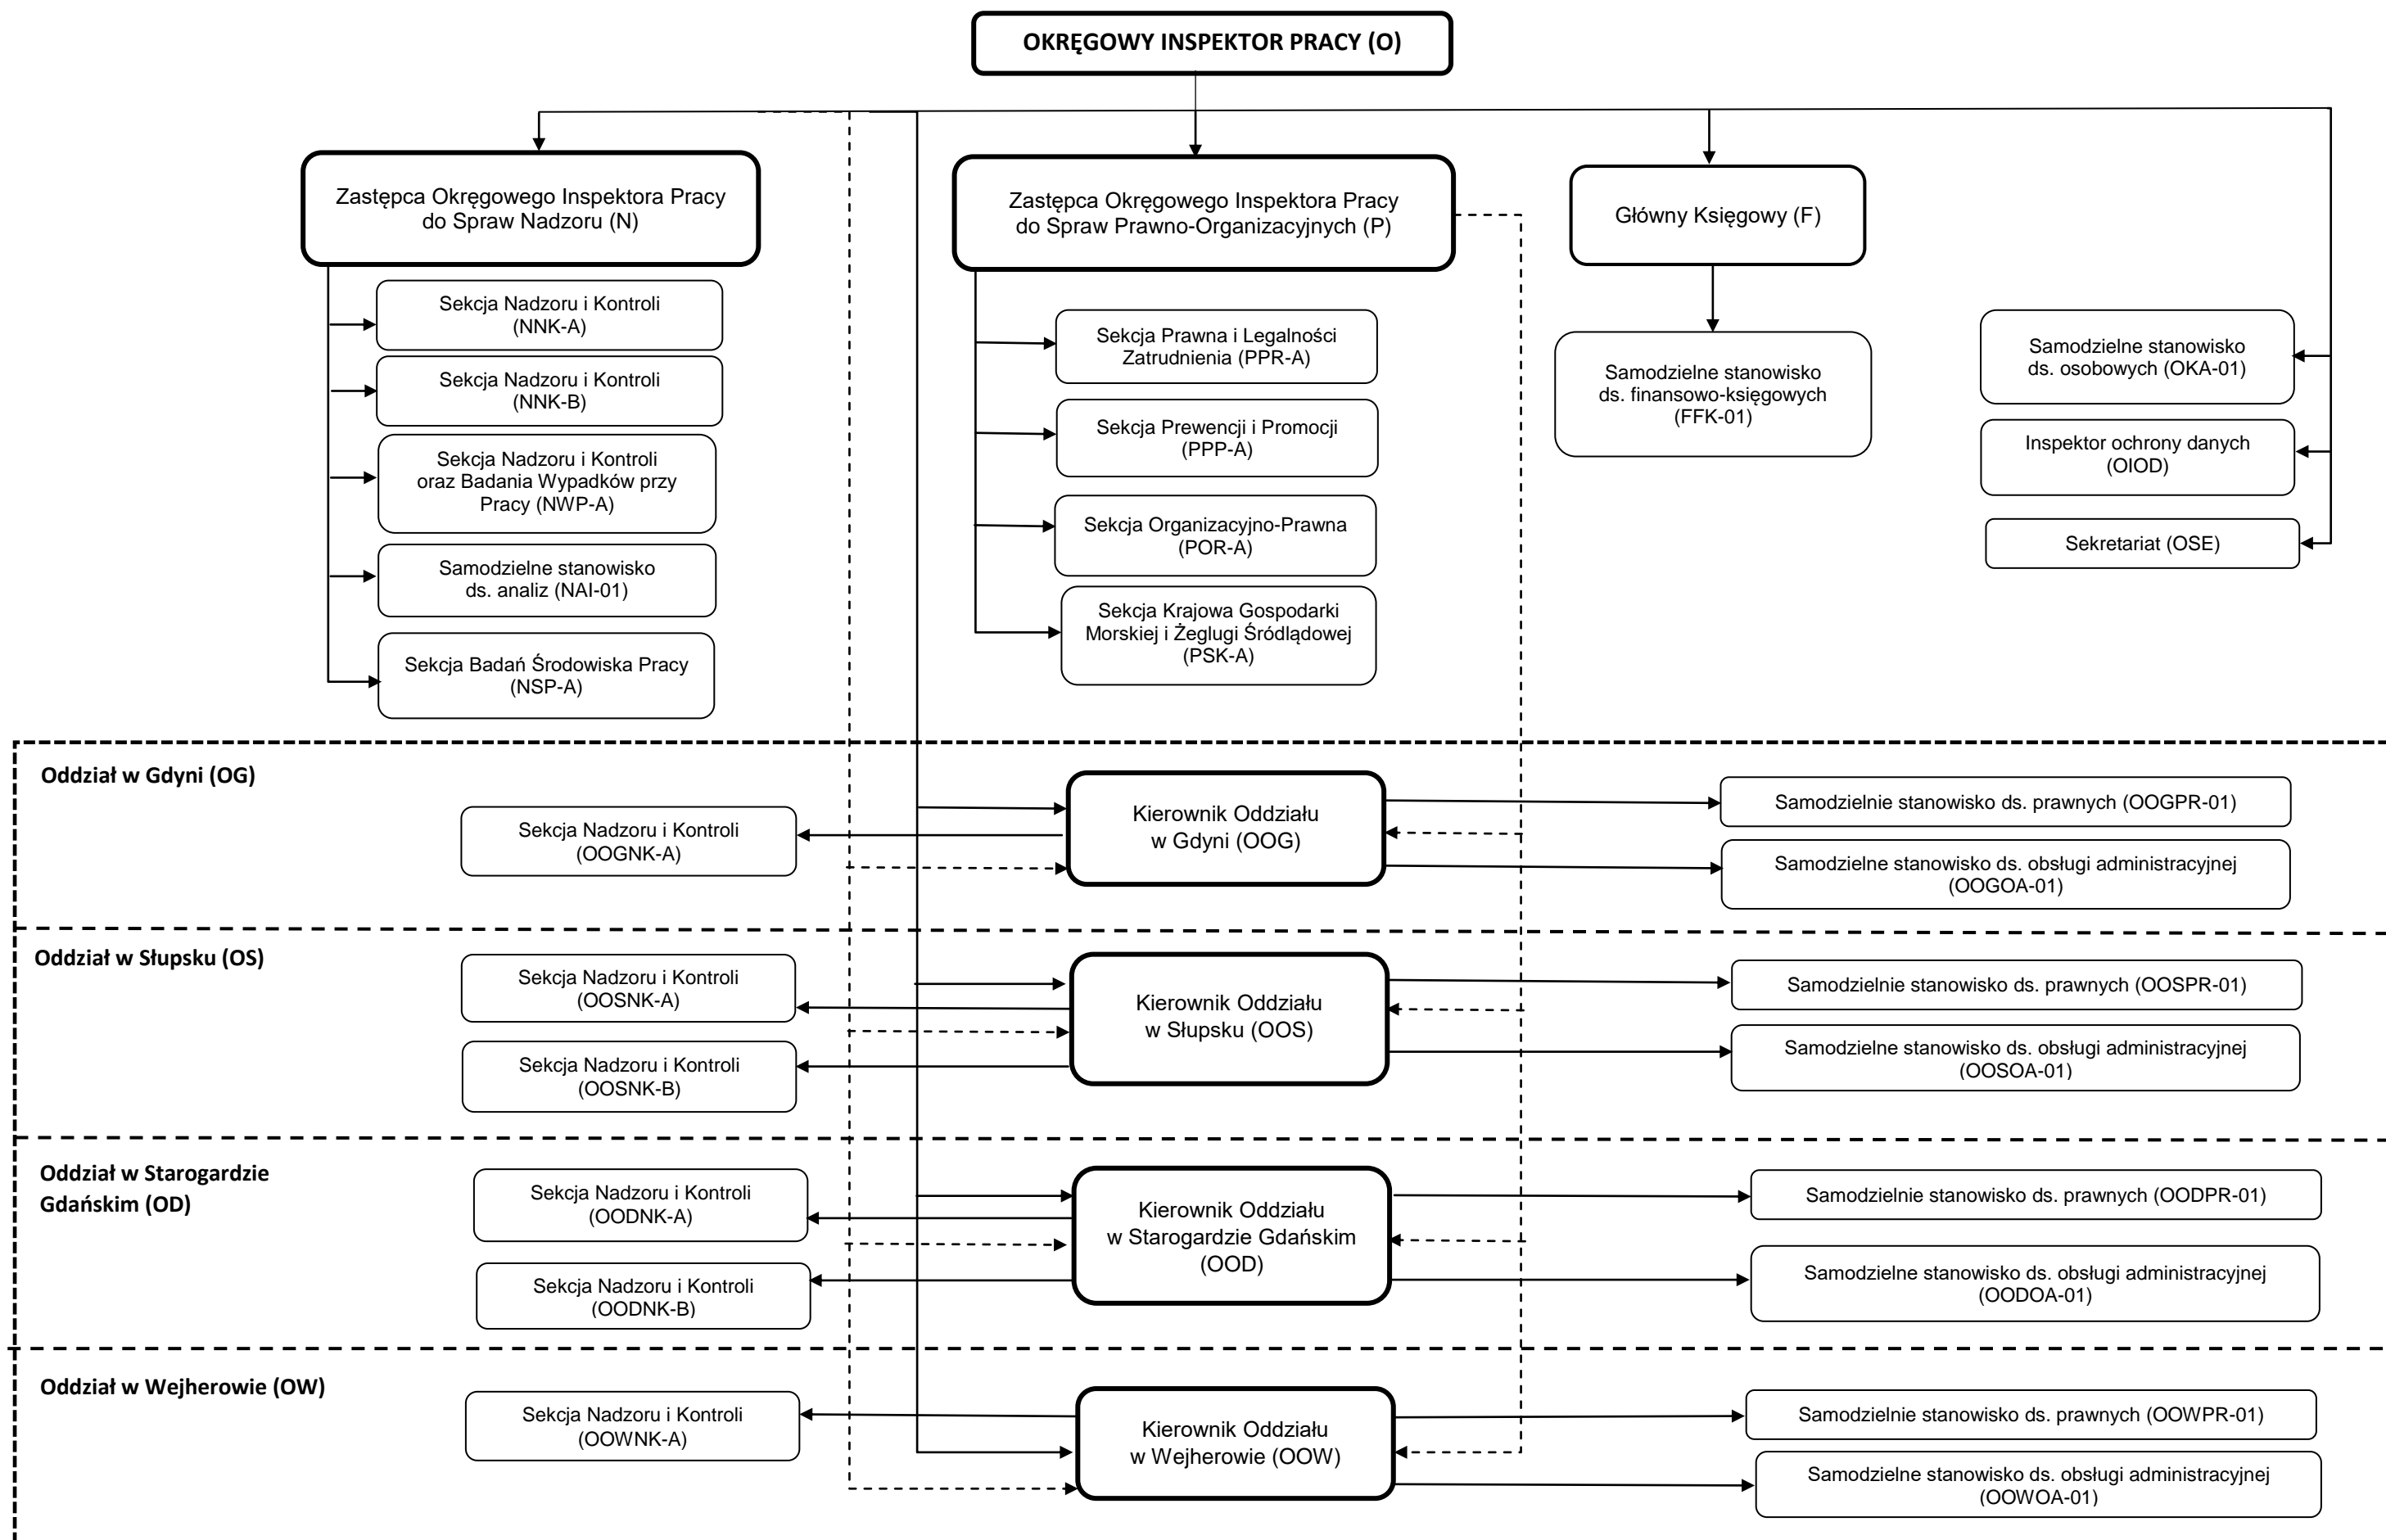 OKRĘGOWY INSPEKTOR PRACY (O)
Zastępca Okręgowego Inspektora Pracy
do Spraw Nadzoru (N)
Zastępca Okręgowego Inspektora Pracy
do Spraw Prawno-Organizacyjnych (P)
Główny Księgowy (F)
Sekcja Nadzoru i Kontroli
(NNK-A)
Sekcja Nadzoru i Kontroli
(NNK-B)
Sekcja Nadzoru i Kontroli
oraz Badania Wypadków przy
Pracy (NWP-A)
Samodzielne stanowisko
ds. analiz (NAI-01)
Sekcja Badań Środowiska Pracy
(NSP-A)
Sekcja Prawna i Legalności
Zatrudnienia (PPR-A)
Sekcja Prewencji i Promocji
(PPP-A)
Sekcja Organizacyjno-Prawna
(POR-A)
Sekcja Krajowa Gospodarki
Morskiej i Żeglugi Śródlądowej
(PSK-A)
Samodzielne stanowisko
ds. finansowo-księgowych
(FFK-01)
Samodzielne stanowisko
ds. osobowych (OKA-01)
Inspektor ochrony danych
(OIOD)
Sekretariat (OSE)
Oddział w Gdyni (OG)
Sekcja Nadzoru i Kontroli
(OOGNK-A)
Kierownik Oddziału
w Gdyni (OOG)
Samodzielnie stanowisko ds. prawnych (OOGPR-01)
Samodzielne stanowisko ds. obsługi administracyjnej
(OOGOA-01)
Oddział w Słupsku (OS)
Sekcja Nadzoru i Kontroli
(OOSNK-A)
Sekcja Nadzoru i Kontroli
(OOSNK-B)
Kierownik Oddziału
w Słupsku (OOS)
Samodzielnie stanowisko ds. prawnych (OOSPR-01)
Samodzielne stanowisko ds. obsługi administracyjnej
(OOSOA-01)
Oddział w Starogardzie
Gdańskim (OD)
Sekcja Nadzoru i Kontroli
(OODNK-A)
Sekcja Nadzoru i Kontroli
(OODNK-B)
Kierownik Oddziału
w Starogardzie Gdańskim
(OOD)
Samodzielnie stanowisko ds. prawnych (OODPR-01)
Samodzielne stanowisko ds. obsługi administracyjnej
(OODOA-01)
Oddział w Wejherowie (OW)
Sekcja Nadzoru i Kontroli
(OOWNK-A)
Kierownik Oddziału
w Wejherowie (OOW)
Samodzielnie stanowisko ds. prawnych (OOWPR-01)
Samodzielne stanowisko ds. obsługi administracyjnej
(OOWOA-01)